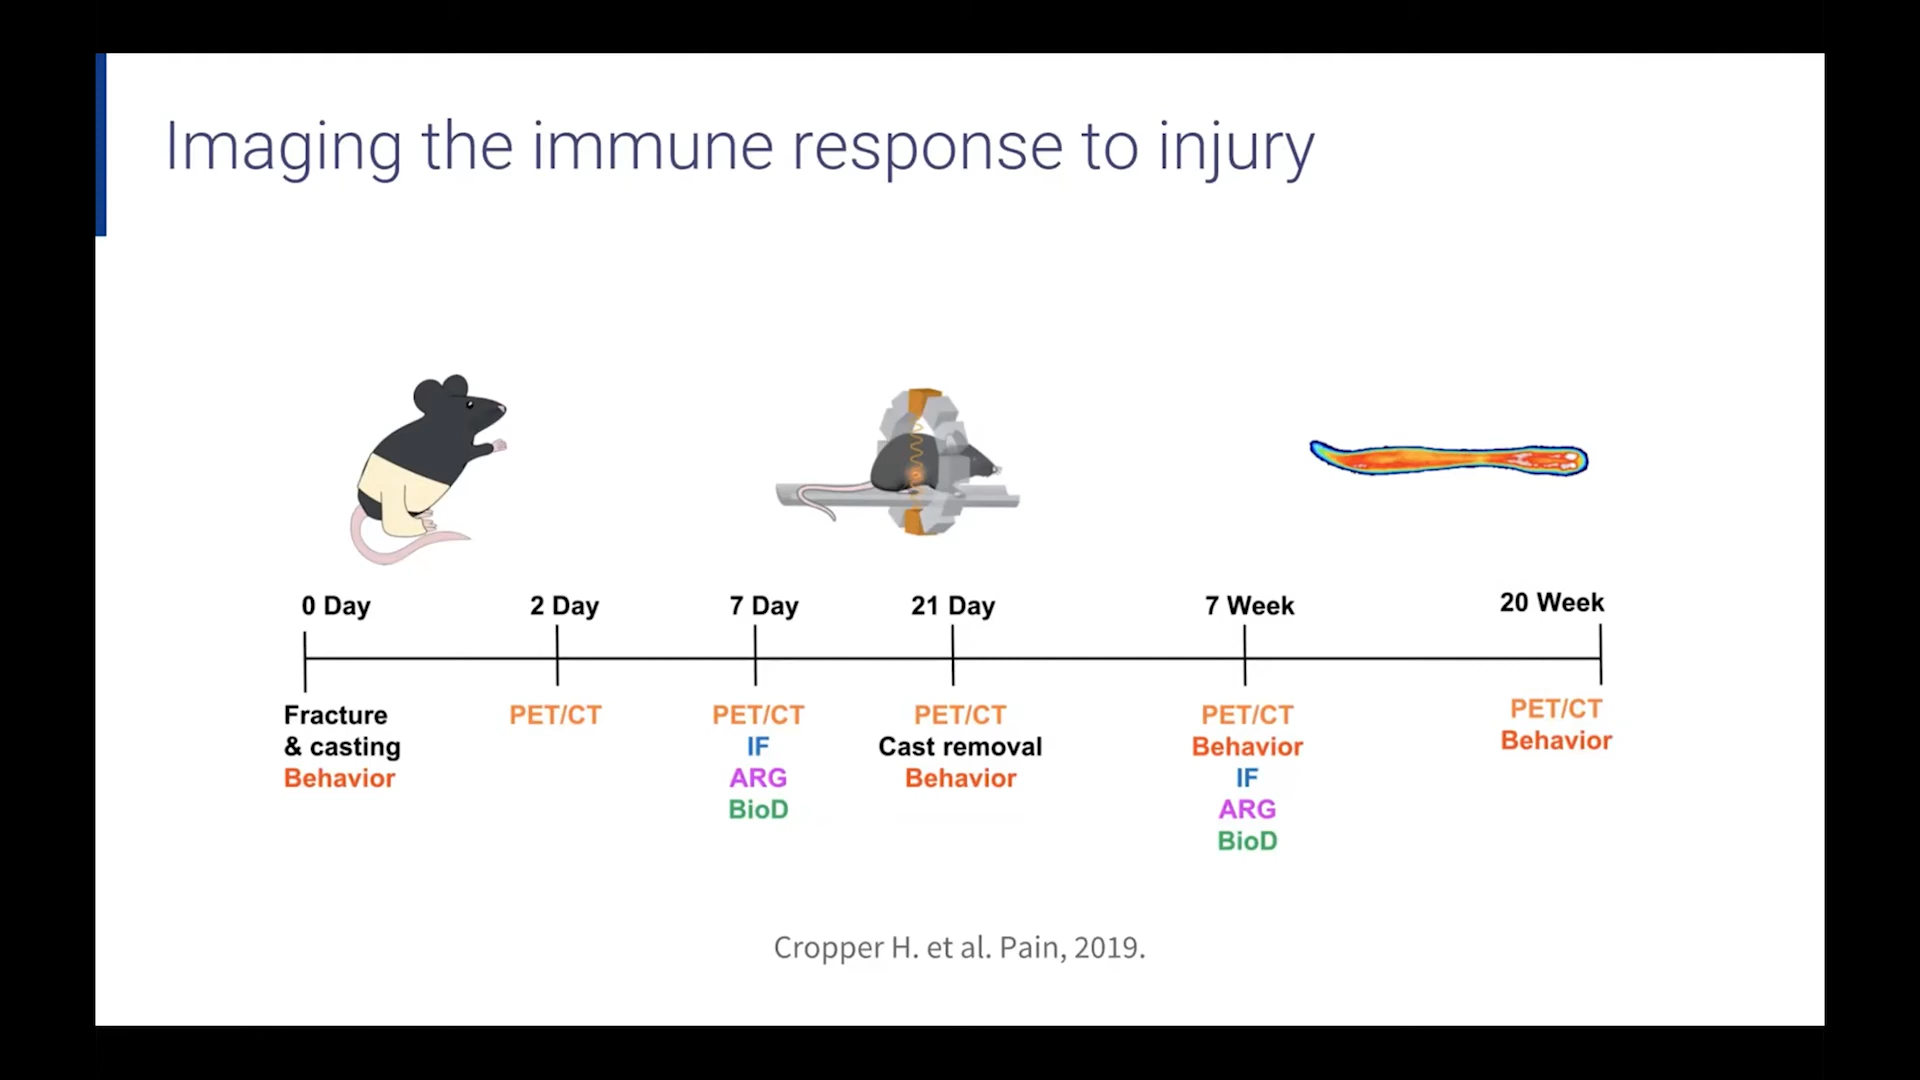 Imaging the immune response to injury
0 Day
2 Day
7 Day
21 Day
7 Week
20 Week
Fracture
& casting
Behavior
PET/CT
PET/CT
IF
ARG
BioD
PET/CT
Cast removal
Behavior
PET/CT
Behavior
IF
ARG
BioD
PET/CT
Behavior
Cropper H. et al. Pain, 2019.